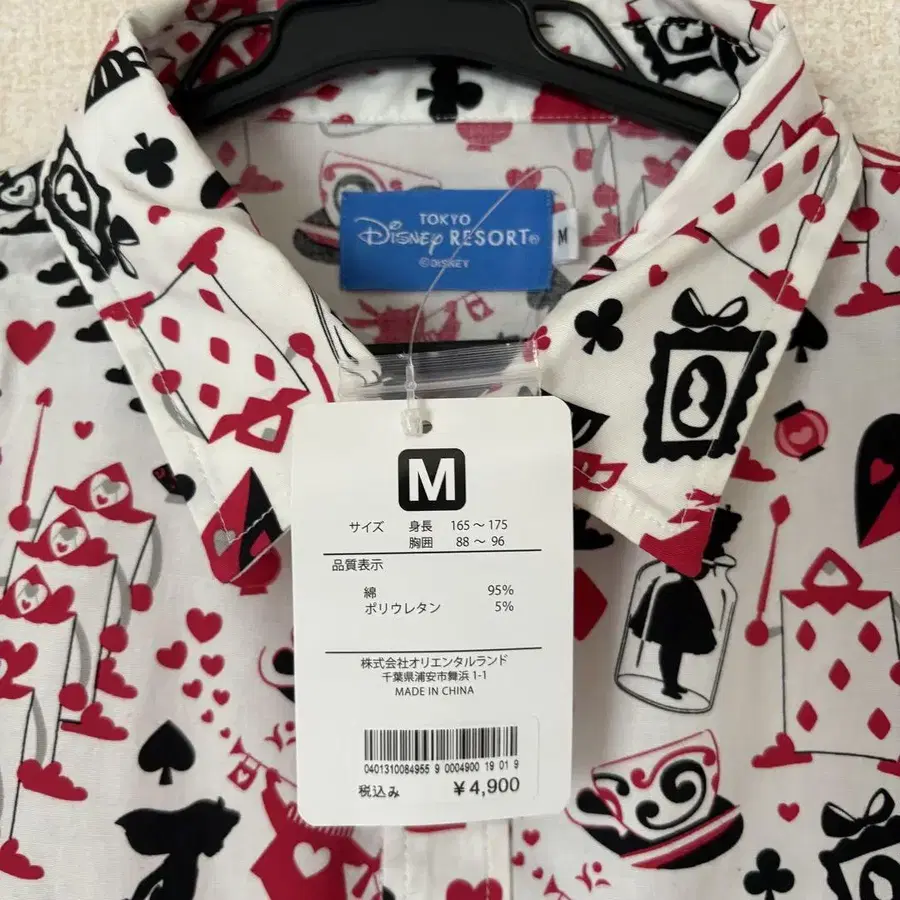 TOKYO
Disney RESORT®
©DISNEY
M
M
サイズ 身長 165～175
胸囲 88～96
品質表示
綿 95%
ポリウレタン 5%
株式会社オリエンタルランド
千葉県浦安市舞浜 1-1
MADE IN CHINA
0401310084955 9 0004900 19 01 9
税込み ￥4,900